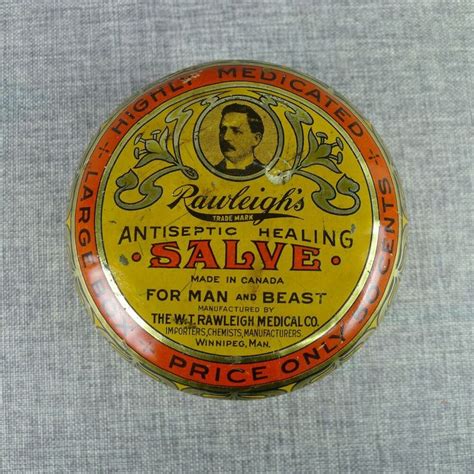 + HIGHLY MEDICATED +
LARGE BOX
PRICE ONLY 50 CENTS
Rawleigh's
TRADE MARK
ANTISEPTIC HEALING
• SALVE •
MADE IN CANADA
FOR MAN AND BEAST
MANUFACTURED BY
THE W.T. RAWLEIGH MEDICAL CO.
IMPORTERS, CHEMISTS, MANUFACTURERS.
WINNIPEG, MAN.